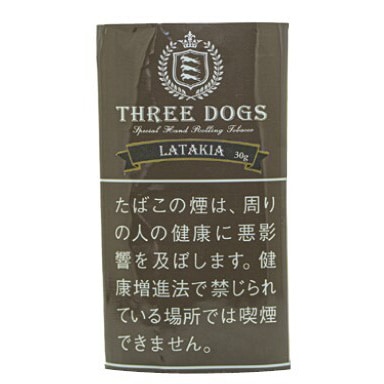 THREE DOGS
Special Hand Rolling Tobacco
LATAKIA 30g
たばこの煙は、周り
の人の健康に悪影
響を及ぼします。健
康増進法で禁じられ
ている場所では喫煙
できません。